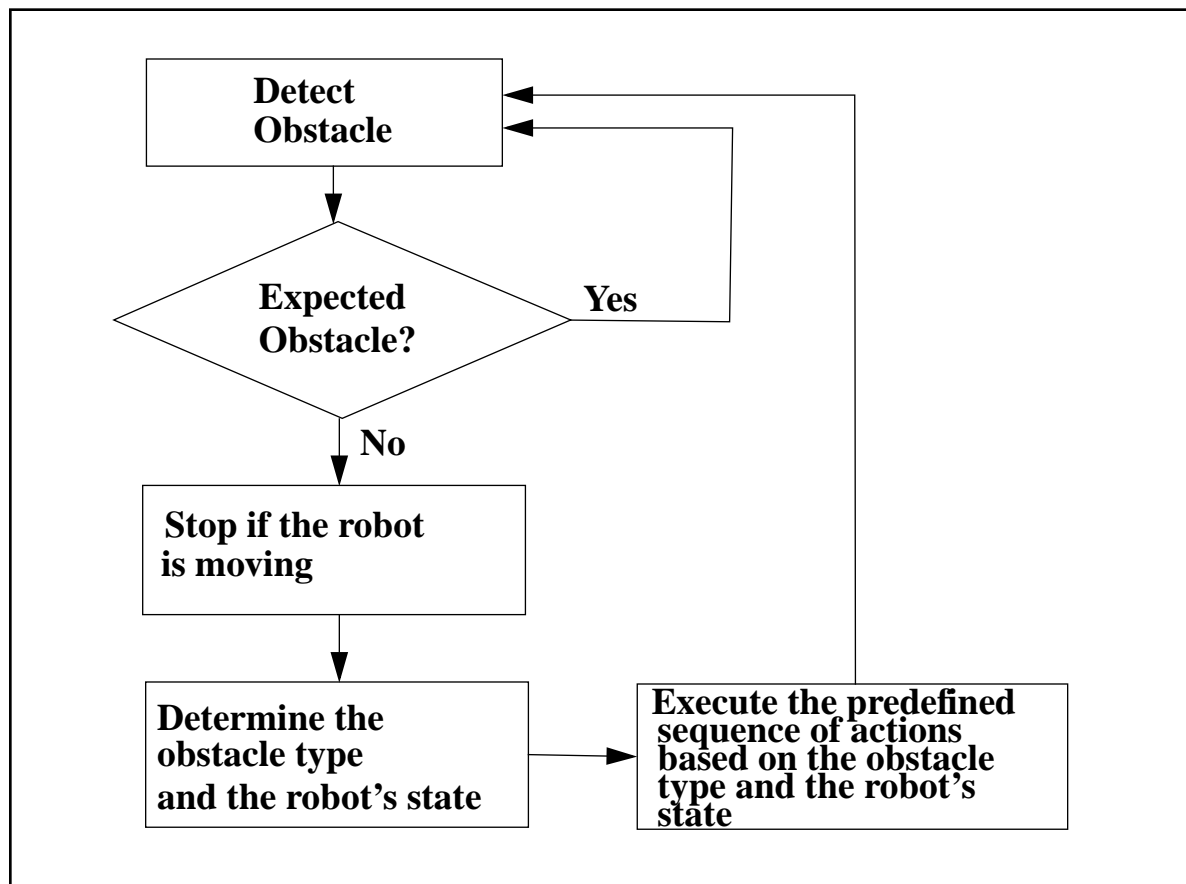 Detect
Obstacle
Expected
Obstacle?
Yes
No
Stop if the robot
is moving
Determine the
obstacle type
and the robot's state
Execute the predefined
sequence of actions
based on the obstacle
type and the robot's
state